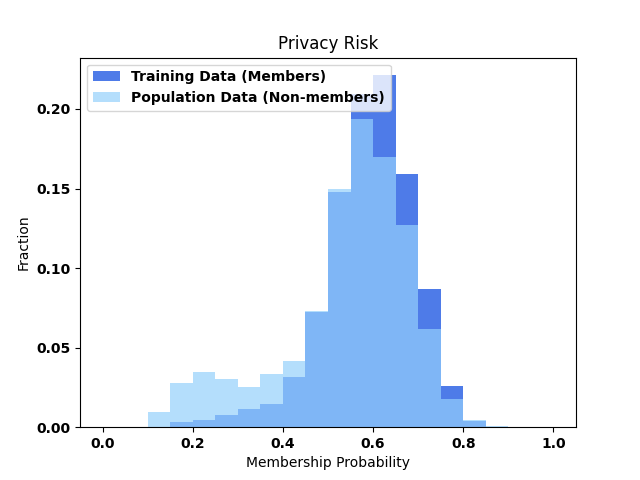 Privacy Risk
Training Data (Members)
Population Data (Non-members)
Fraction
0.20
0.15
0.10
0.05
0.00
0.0 0.2 0.4 0.6 0.8 1.0
Membership Probability